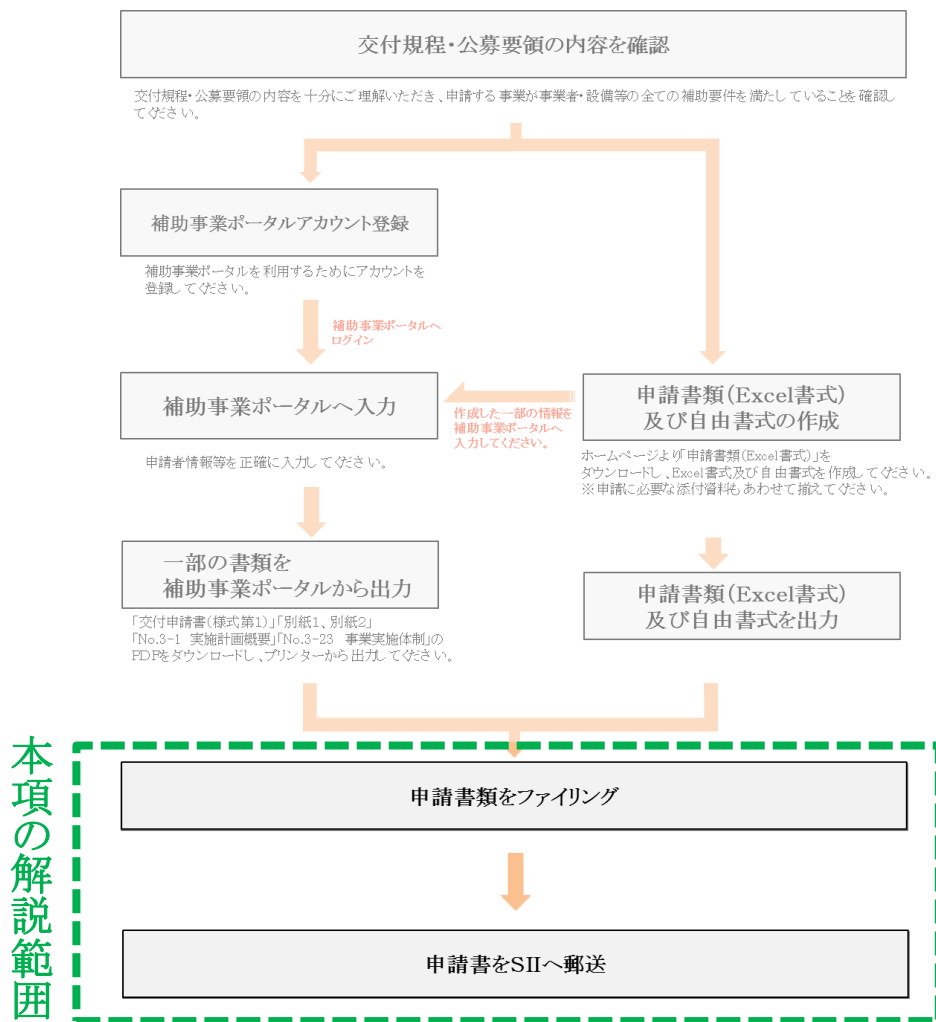 交付規程・公募要領の内容を確認
交付規程・公募要領の内容を十分にご理解いただき、申請する事業が事業者・設備等の全ての補助要件を満たしていることを確認し
てください。
補助事業ポータルアカウント登録
補助事業ポータルを利用するためにアカウントを
登録してください。
補助事業ポータルへ
ログイン
補助事業ポータルへ入力
申請者情報等を正確に入力してください。
作成した一部の情報を
補助事業ポータルへ
入力してください。
申請書類(Excel書式)
及び自由書式の作成
ホームページより「申請書類(Excel書式)」を
ダウンロードし、Excel書式及び自由書式を作成してください。
※申請に必要な添付資料もあわせて揃えてください。
一部の書類を
補助事業ポータルから出力
「交付申請書(様式第1)」「別紙1、別紙2」
「No.3-1 実施計画概要」「No.3-23 事業実施体制」の
PDFをダウンロードし、プリンターから出力してください。
申請書類(Excel書式)
及び自由書式を出力
本項の解説範囲
申請書類をファイリング
申請書をSIIへ郵送